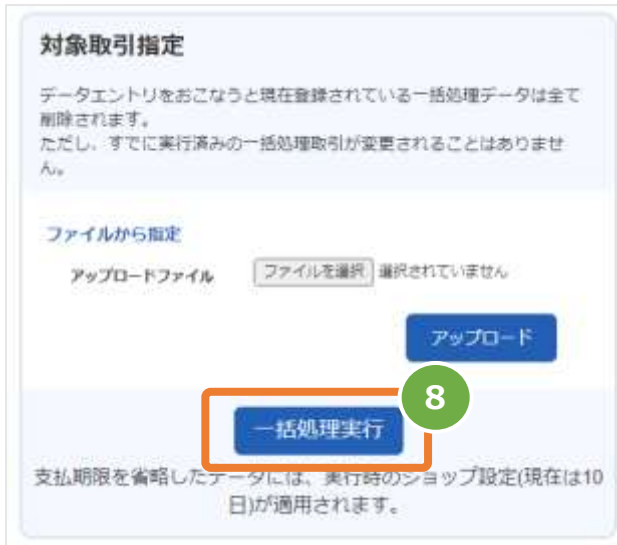 対象取引指定
データエントリをおこなうと現在登録されている一括処理データは全て
削除されます。
ただし、すでに実行済みの一括処理取引が変更されることはありませ
ん。
ファイルから指定
アップロードファイル ファイルを選択 選択されていません
アップロード
8
一括処理実行
支払期限を省略したデータには、実行時のショップ設定(現在は10
日)が適用されます。